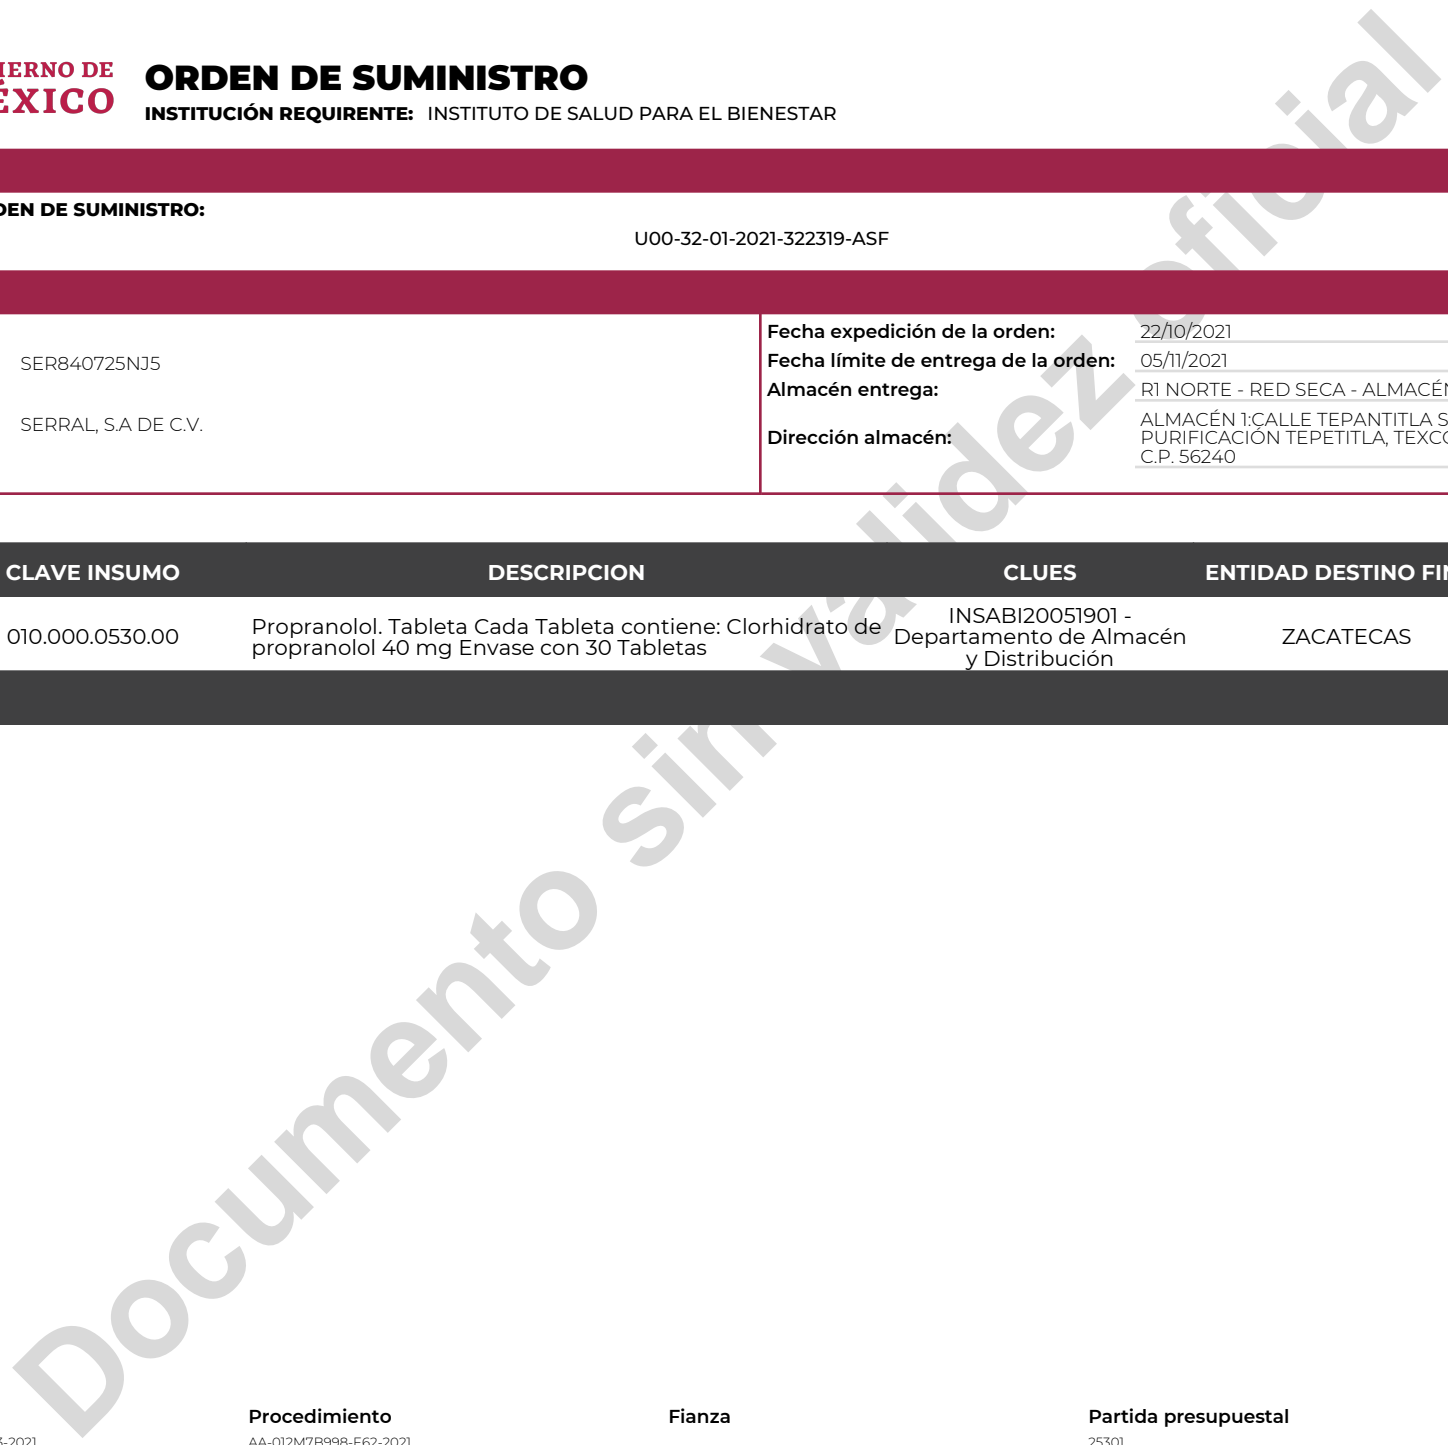 IERNO DE
ÉXICO
ORDEN DE SUMINISTRO
INSTITUCIÓN REQUIRENTE: INSTITUTO DE SALUD PARA EL BIENESTAR
DEN DE SUMINISTRO:
U00-32-01-2021-322319-ASF
SER840725NJ5
SERRAL, S.A DE C.V.
Fecha expedición de la orden: 22/10/2021
Fecha límite de entrega de la orden: 05/11/2021
Almacén entrega: R1 NORTE - RED SECA - ALMACÉN
Dirección almacén: ALMACÉN 1:CALLE TEPANTITLA S
PURIFICACIÓN TEPETITLA, TEXCO
C.P. 56240
CLAVE INSUMO DESCRIPCION CLUES ENTIDAD DESTINO FIN
010.000.0530.00
Propranolol. Tableta Cada Tableta contiene: Clorhidrato de
propranolol 40 mg Envase con 30 Tabletas
INSABI20051901 -
Departamento de Almacén
y Distribución
ZACATECAS
Documento sin validez oficial
Procedimiento Fianza Partida presupuestal
3-2021 AA-012M7B998-E62-2021 25301